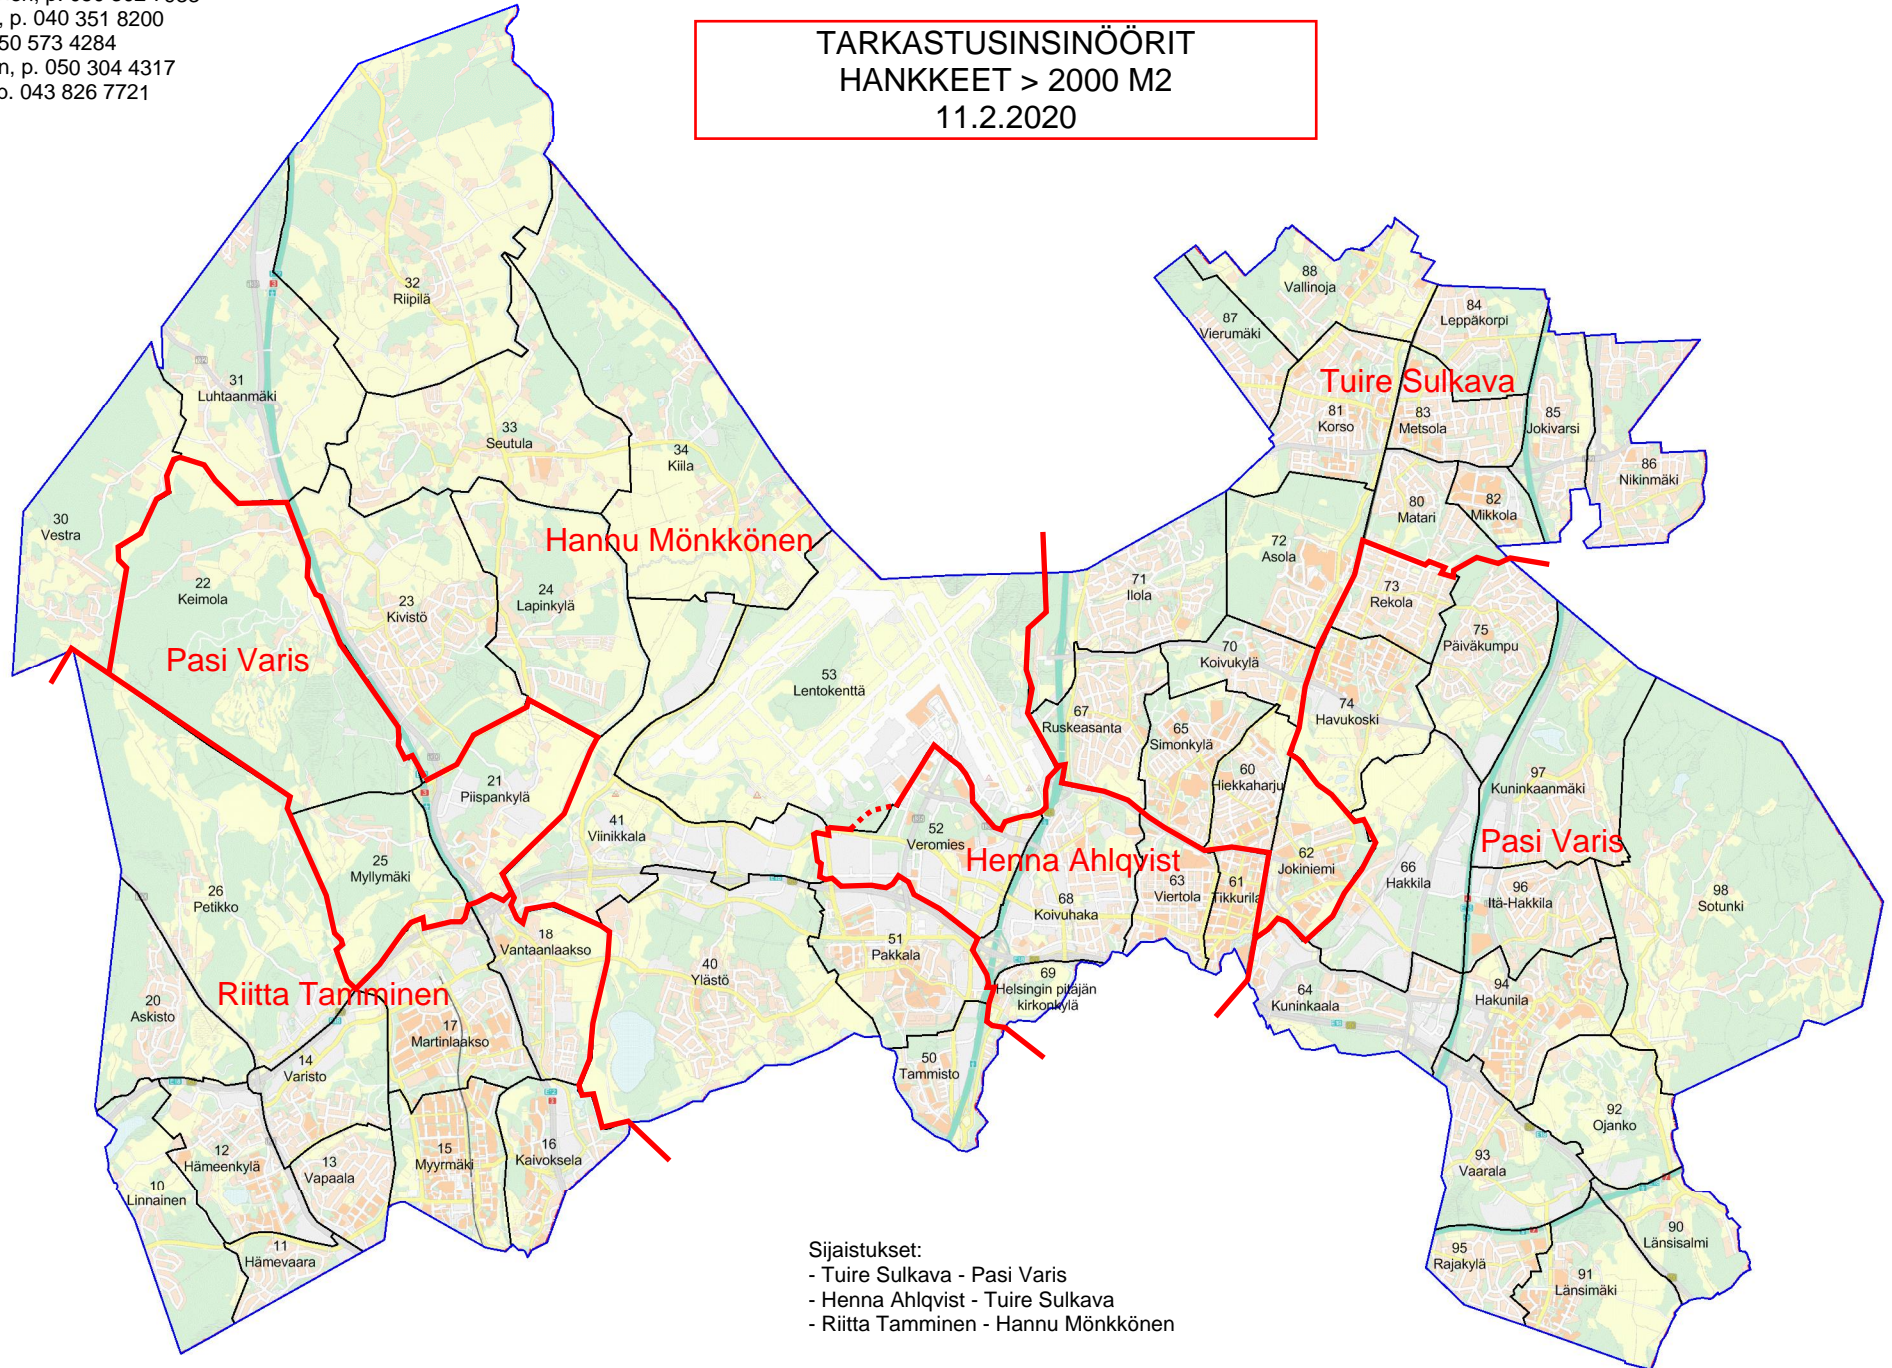 , p. 040 351 8200
50 573 4284
n, p. 050 304 4317
o. 043 826 7721
TARKASTUSINSINÖÖRIT
HANKKEET > 2000 M2
11.2.2020
32
Riipilä
88
Vallinoja
84
Leppäkorpi
87
Vierumäki
31
Luhtaanmäki
Tuire Sulkava
81
Korso
83
Metsola
85
Jokivarsi
33
Seutula
34
Kiila
86
Nikinmäki
80
Matari
82
Mikkola
30
Vestra
Hannu Mönkkönen
72
Asola
71
Ilola
22
Keimola
23
Kivistö
24
Lapinkylä
73
Rekola
75
Päiväkumpu
Pasi Varis
70
Koivukylä
53
Lentokenttä
67
Ruskeasanta
65
Simonkylä
74
Havukoski
60
Hiekkaharju
97
Kuninkaanmäki
21
Piispankylä
41
Viinikkala
52
Veromies
Henna Ahlqvist
Pasi Varis
25
Myllymäki
62
Jokiniemi
66
Hakkila
63
Viertola
61
Tikkurila
26
Petikko
68
Koivuhaka
96
Itä-Hakkila
98
Sotunki
18
Vantaanlaakso
51
Pakkala
40
Ylästö
69
Helsingin pitäjän
kirkonkylä
64
Kuninkaala
94
Hakunila
Riitta Tamminen
20
Askisto
17
Martinlaakso
14
Varisto
50
Tammisto
92
Ojanko
12
Hämeenkylä
13
Vapaala
15
Myyrmäki
16
Kaivoksela
93
Vaarala
10
Linnainen
11
Hämevaara
90
Länsisalmi
95
Rajakylä
91
Länsimäki
Sijaistukset:
- Tuire Sulkava - Pasi Varis
- Henna Ahlqvist - Tuire Sulkava
- Riitta Tamminen - Hannu Mönkkönen